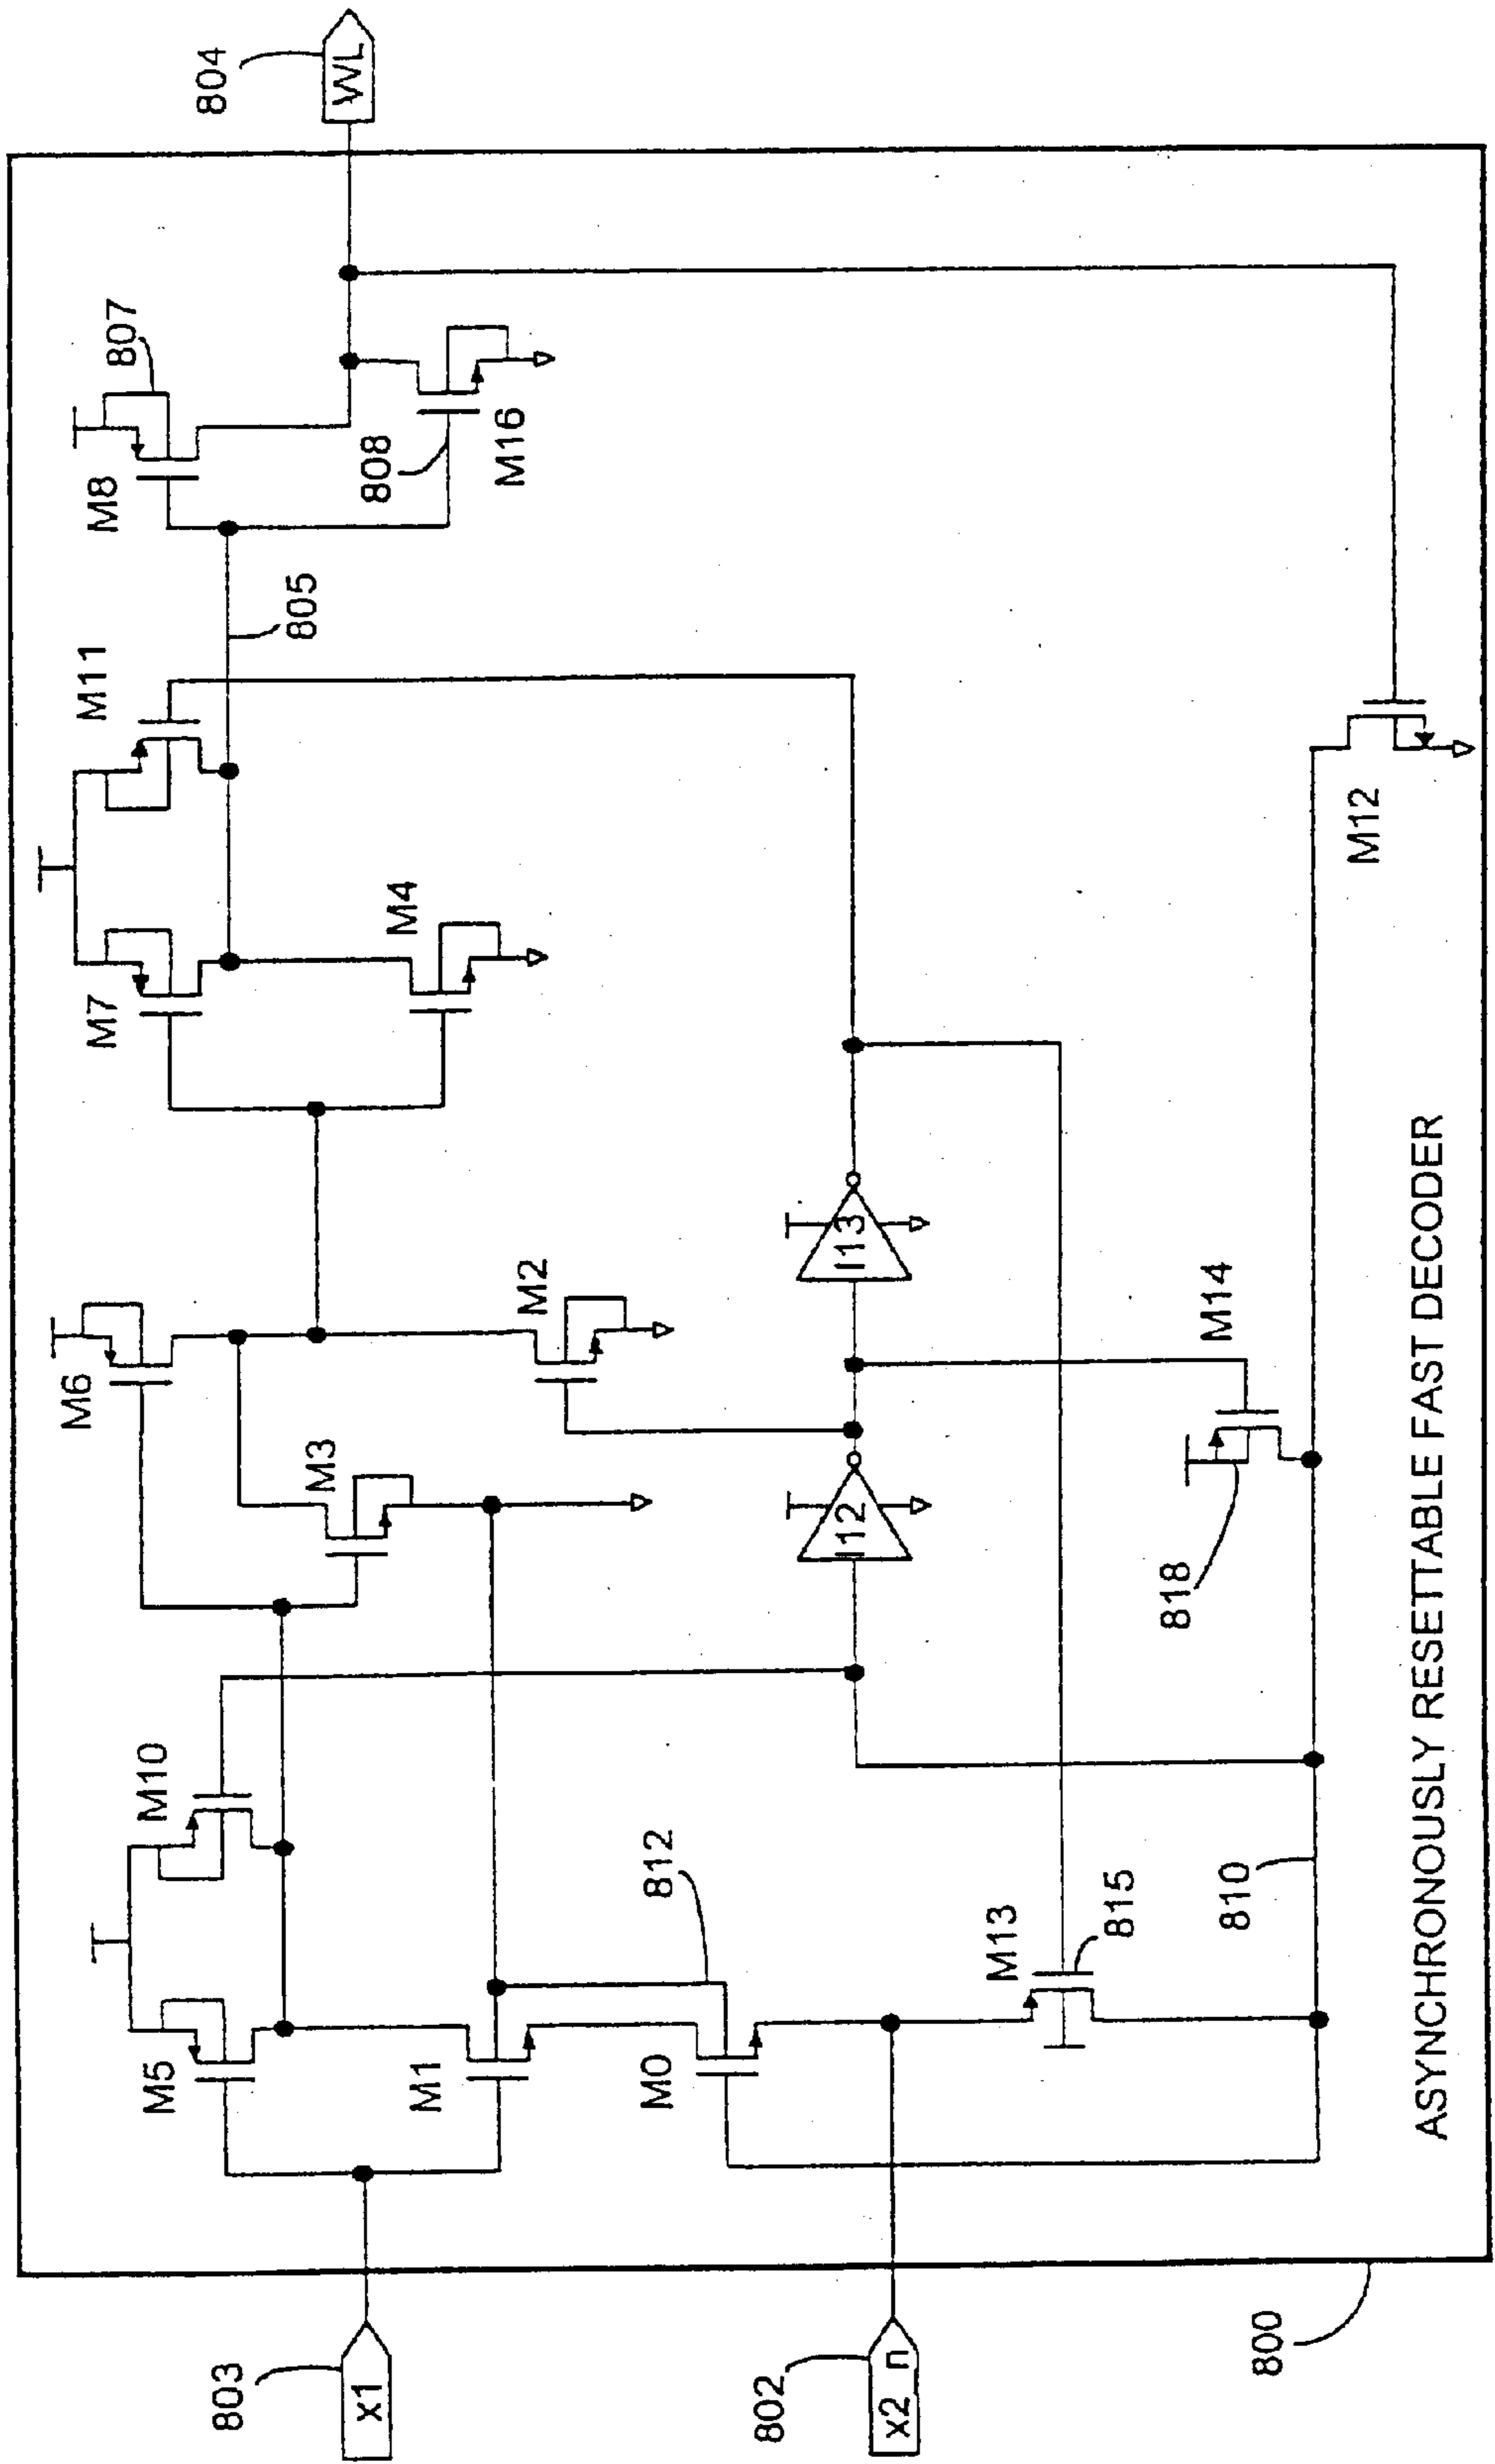 803
x1
802
x2_n
800
M5
M10
M1
M0
812
M13
815
810
M6
M3
M2
I12
I13
M14
818
M7
M11
M4
805
M8
807
808
M16
M12
804
WL
ASYNCHRONOUSLY RESETTABLE FAST DECODER